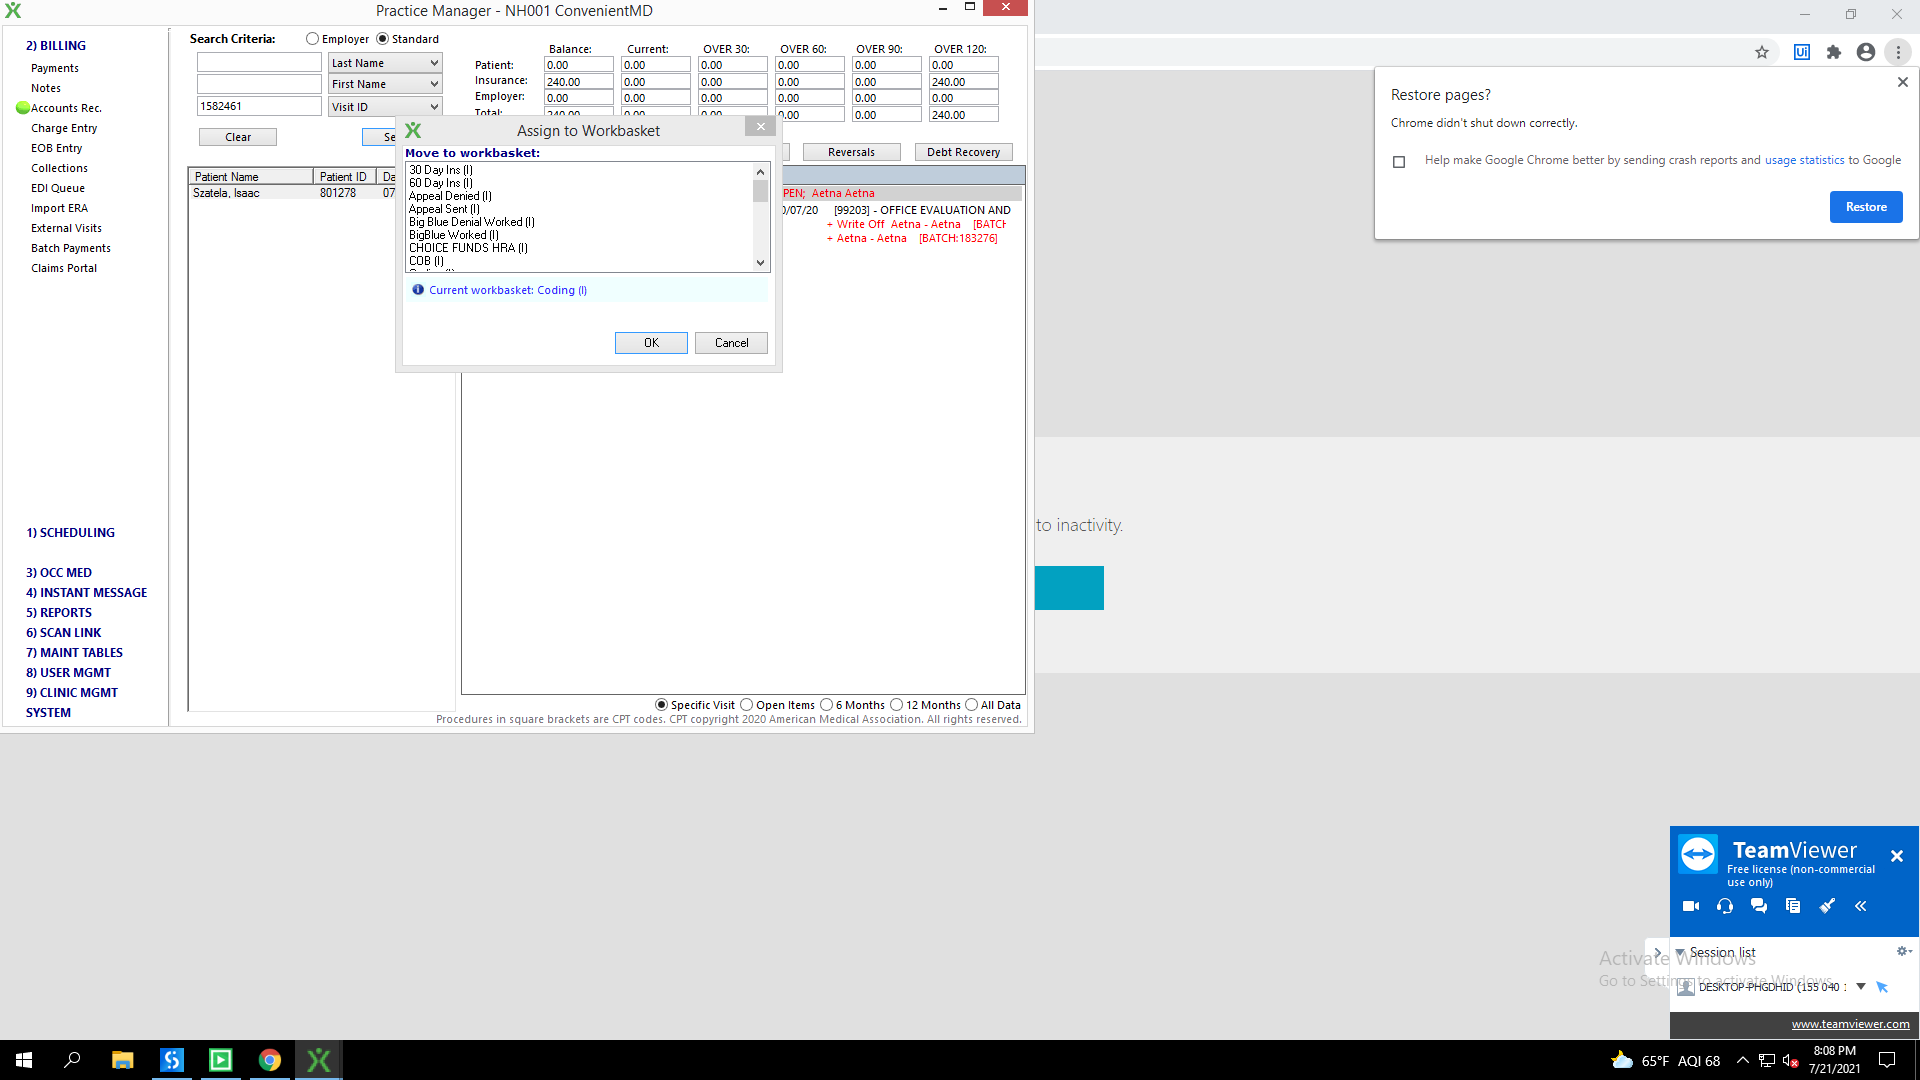 Practice Manager - NH001 ConvenientMD
2) BILLING
Payments
Notes
Accounts Rec.
Charge Entry
EOB Entry
Collections
EDI Queue
Import ERA
External Visits
Batch Payments
Claims Portal
1) SCHEDULING
3) OCC MED
4) INSTANT MESSAGE
5) REPORTS
6) SCAN LINK
7) MAINT TABLES
8) USER MGMT
9) CLINIC MGMT
SYSTEM
Search Criteria: Employer Standard
Last Name
First Name
1582461 Visit ID
Clear Se
Balance: Current: OVER 30: OVER 60: OVER 90: OVER 120:
Patient: 0.00 0.00 0.00 0.00 0.00 0.00
Insurance: 240.00 0.00 0.00 0.00 0.00 240.00
Employer: 0.00 0.00 0.00 0.00 0.00 0.00
Total: 240.00 0.00 240.00
Reversals Debt Recovery
Patient Name Patient ID Da
Szatela, Isaac 801278 07
PEN; Aetna Aetna
0/07/20 [99203] - OFFICE EVALUATION AND
+ Write Off Aetna - Aetna [BATCH
+ Aetna - Aetna [BATCH:183276]
Assign to Workbasket
Move to workbasket:
30 Day Ins (I)
60 Day Ins (I)
Appeal Denied (I)
Appeal Sent (I)
Big Blue Denial Worked (I)
BigBlue Worked (I)
CHOICE FUNDS HRA (I)
COB (I)
Current workbasket: Coding (I)
OK Cancel
Specific Visit Open Items 6 Months 12 Months All Data
Procedures in square brackets are CPT codes. CPT copyright 2020 American Medical Association. All rights reserved.
Ui
Restore pages?
Chrome didn't shut down correctly.
Help make Google Chrome better by sending crash reports and usage statistics to Google
Restore
to inactivity.
TeamViewer
Free license (non-commercial
use only)
Session list
DESKTOP-PHGDHID (155 040
www.teamviewer.com
Activate Windows
Go to Settings to activate Windows.
65°F AQI 68
8:08 PM
7/21/2021